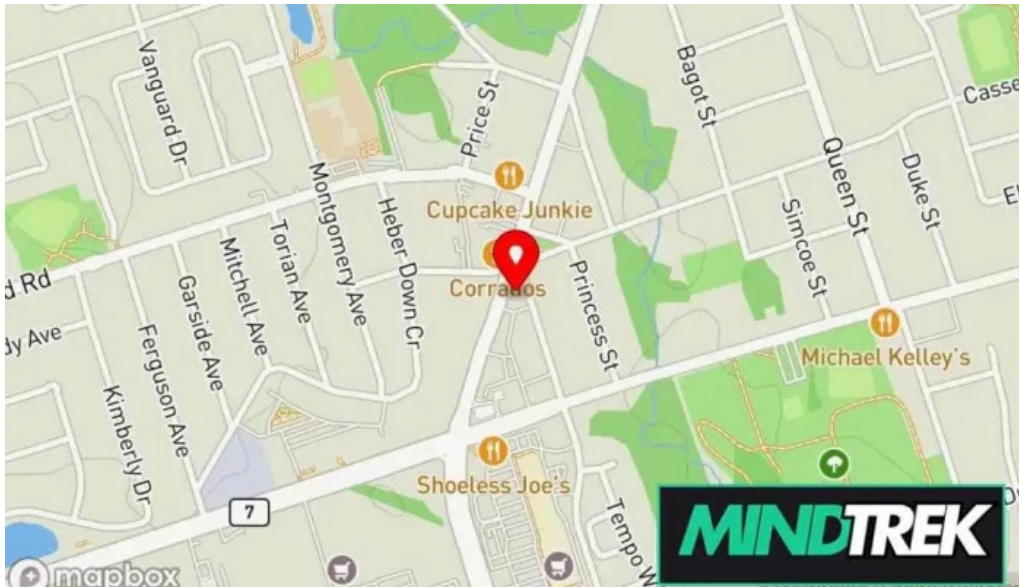 Vanguard Dr
Price St
Bagot St
Casse
Cupcake Junkie
Queen St
Duke St
El
Montgomery Ave
Heber Down Cr
Torian Ave
Mitchell Ave
Garside Ave
Simcoe St
d Rd
Corrados
Princess St
dy Ave
Ferguson Ave
Kimberly Dr
Michael Kelley's
Shoeless Joe's
7
Tempo W
MINDTREK
mapbox